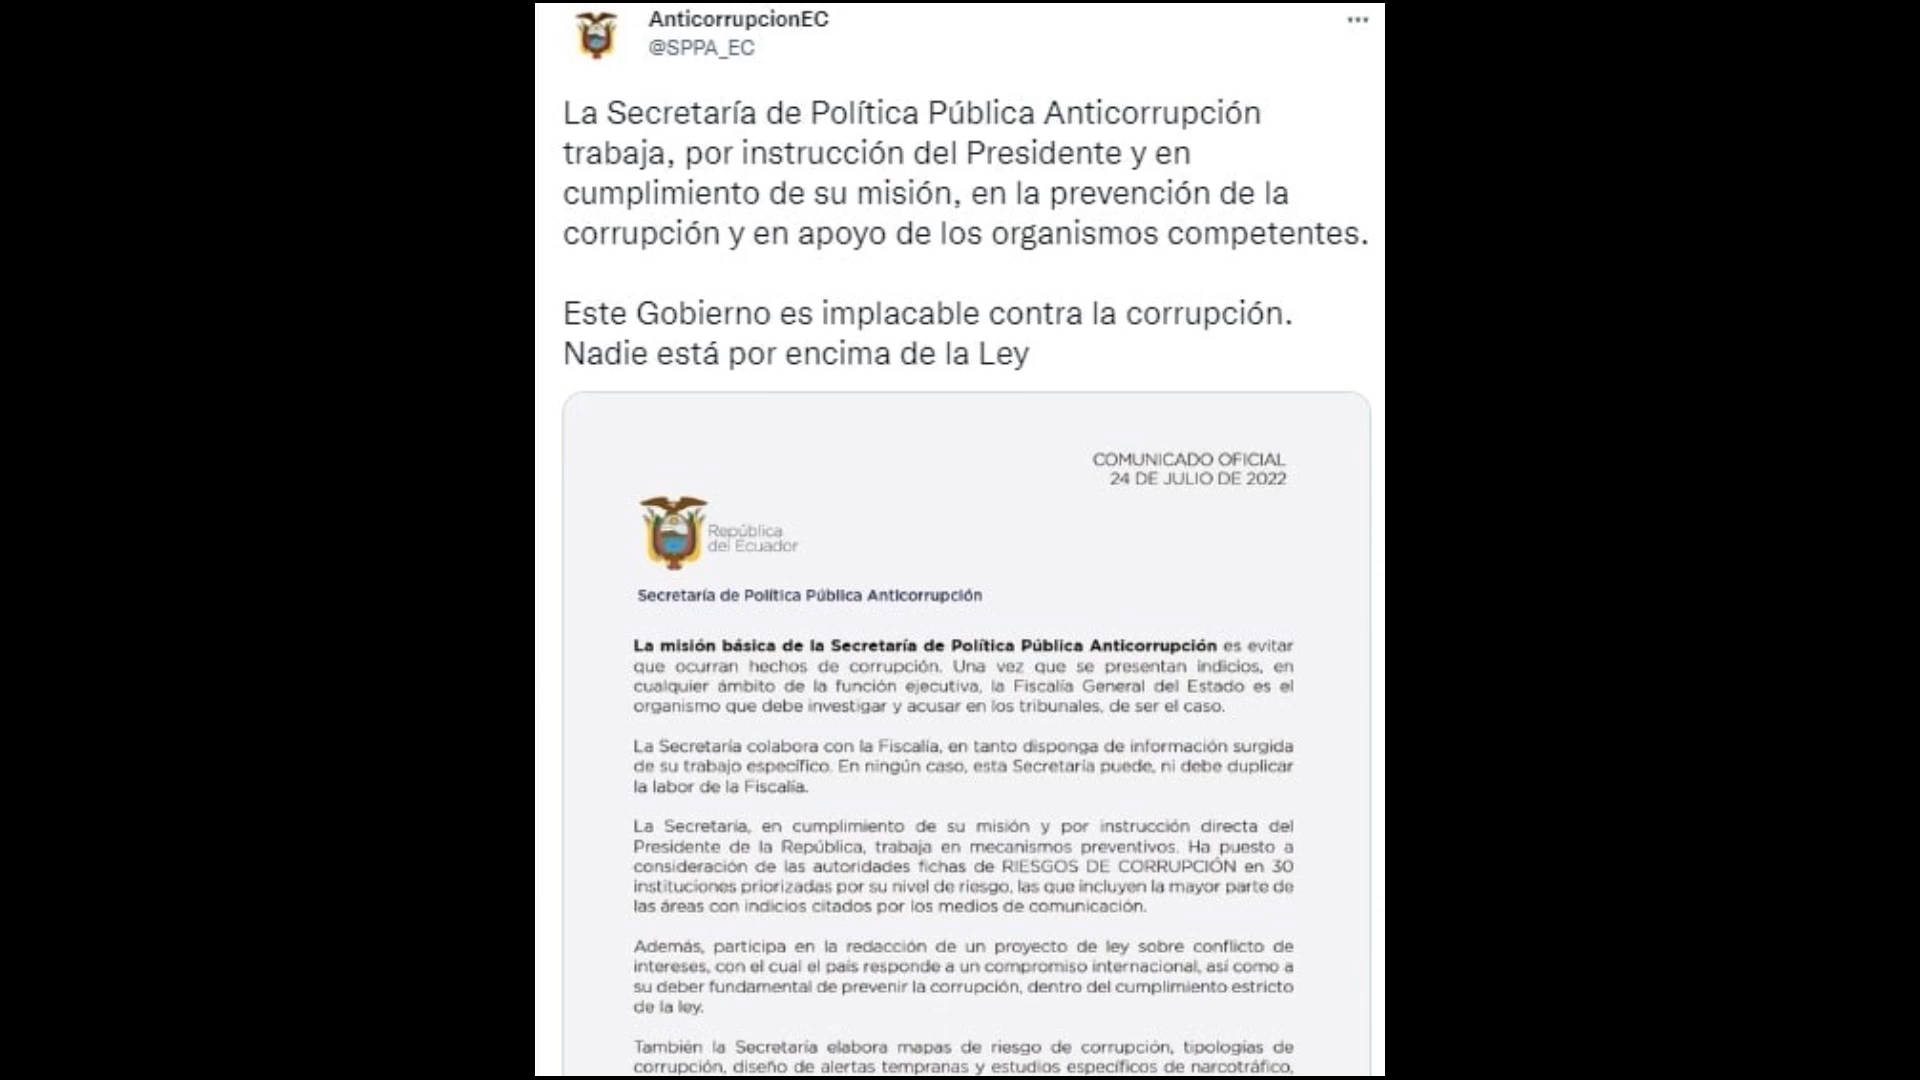 AnticorrupcionEC
@SPPA_EC
La Secretaría de Política Pública Anticorrupción
trabaja, por instrucción del Presidente y en
cumplimiento de su misión, en la prevención de la
corrupción y en apoyo de los organismos competentes.
Este Gobierno es implacable contra la corrupción.
Nadie está por encima de la Ley
COMUNICADO OFICIAL
24 DE JULIO DE 2022
República
del Ecuador
Secretaría de Política Pública Anticorrupción
La misión básica de la Secretaría de Política Pública Anticorrupción es evitar
que ocurran hechos de corrupción. Una vez que se presentan indicios, en
cualquier ámbito de la función ejecutiva, la Fiscalía General del Estado es el
organismo que debe investigar y acusar en los tribunales, de ser el caso.
La Secretaría colabora con la Fiscalía, en tanto disponga de información surgida
de su trabajo específico. En ningún caso, esta Secretaría puede, ni debe duplicar
la labor de la Fiscalía.
La Secretaría, en cumplimiento de su misión y por instrucción directa del
Presidente de la República, trabaja en mecanismos preventivos. Ha puesto a
consideración de las autoridades fichas de RIESGOS DE CORRUPCIÓN en 30
instituciones priorizadas por su nivel de riesgo, las que incluyen la mayor parte de
las áreas con indicios citados por los medios de comunicación.
Además, participa en la redacción de un proyecto de ley sobre conflicto de
intereses, con el cual el país responde a un compromiso internacional, así como a
su deber fundamental de prevenir la corrupción, dentro del cumplimiento estricto
de la ley.
También la Secretaría elabora mapas de riesgo de corrupción, tipologías de
corrupción, diseño de alertas tempranas y estudios específicos de narcotráfico,